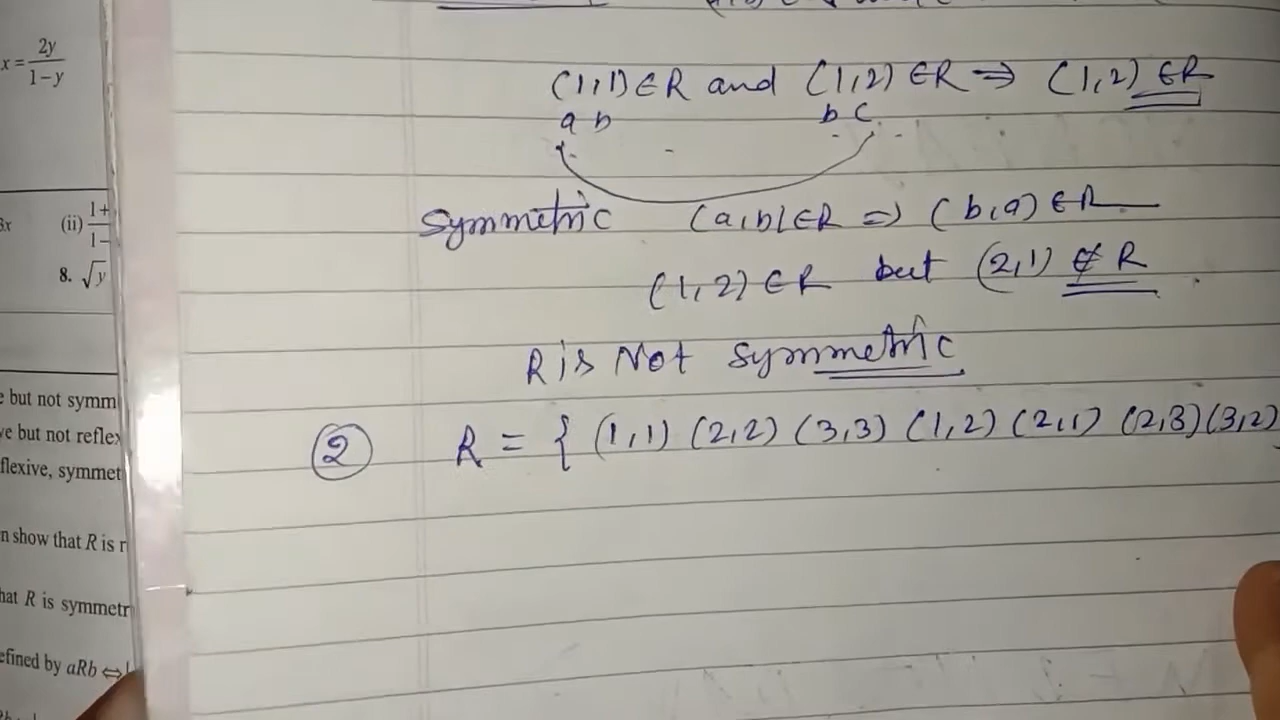 x = 2y/1−y
(1,1) ∈ R and (1,2) ∈ R ⇒ (1,2) ∈ R
a b b c
(ii) 1+
1-
Symmetric (a,b) ∈ R ⇒ (b,a) ∈ R
8. √y
(1,2) ∈ R but (2,1) ∉ R
R is Not Symmetric
e but not symm
ve but not reflex
flexive, symmet
② R = { (1,1) (2,2) (3,3) (1,2) (2,1) (2,3) (3,2)
n show that R is r
hat R is symmetr
efined by aRb ⇔